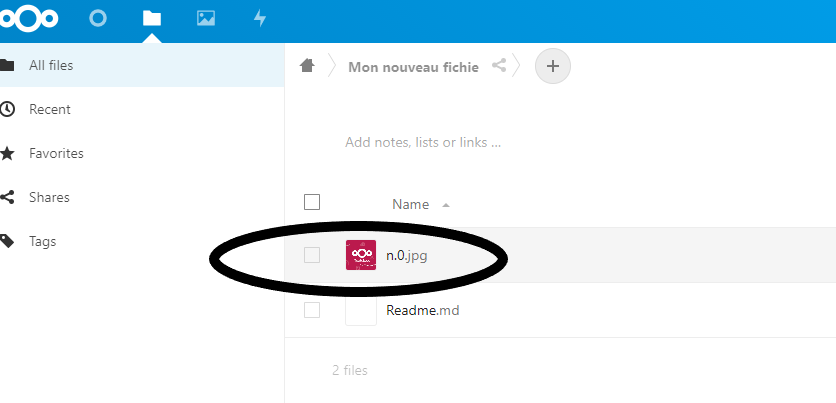 All files
Recent
Favorites
Shares
Tags
Mon nouveau fichie
Add notes, lists or links ...
Name
n.0.jpg
Readme.md
2 files